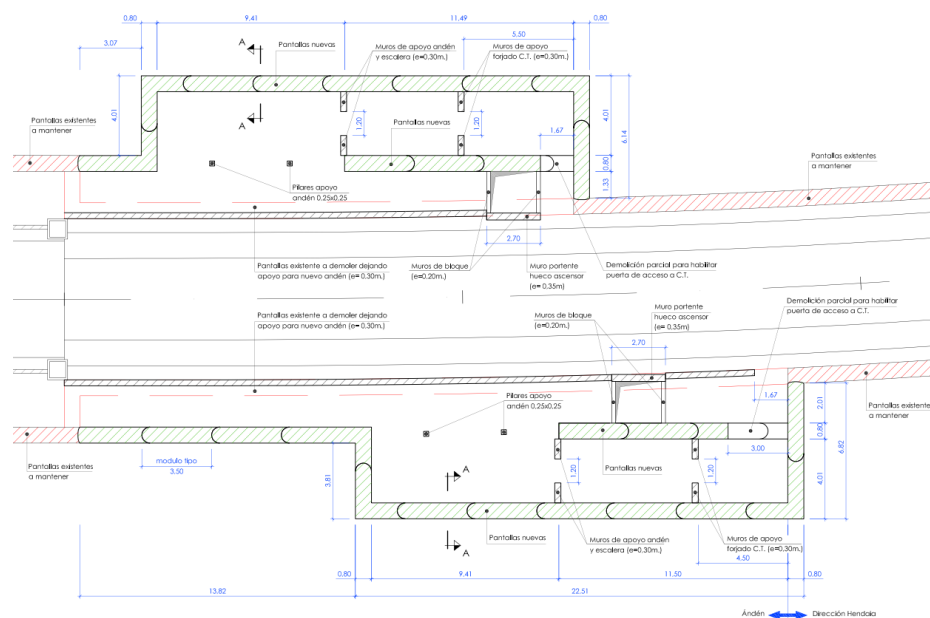 0.80
9.41
11.49
0.80
3.07
5.50
A
Pantallas nuevas
Muros de apoyo andén
y escalera (e=0,30m.)
Muros de apoyo
forjado C.T. (e=0,30m.)
4.01
A
1.20
Pantallas nuevas
1.20
1.67
4.01
6.14
Pantallas existentes
a mantener
0.80
1.33
Pantallas existentes
a mantener
Pilares apoyo
andén 0.25x0.25
2.70
Pantallas existente a demoler dejando
apoyo para nuevo andén (e= 0,30m.)
Muros de bloque
(e=0,20m.)
Muro portente
hueco ascensor
(e= 0,35m)
Demolición parcial para habilitar
puerta de acceso a C.T.
Demolición parcial para habilitar
puerta de acceso a C.T.
Pantallas existente a demoler dejando
apoyo para nuevo andén (e= 0,30m.)
Muros de bloque
(e=0,20m.)
Muro portente
hueco ascensor
(e= 0,35m)
2.70
Pilares apoyo
andén 0,25x0,25
1.67
2.01
Pantallas existentes
a mantener
0.80
6.82
Pantallas existentes
a mantener
modulo tipo
3.50
3.81
A
1.20
Pantallas nuevas
1.20
3.00
4.01
A
Pantallas nuevas
Muros de apoyo andén
y escalera (e=0,30m.)
Muros de apoyo
forjado C.T. (e=0,30m.)
4.50
0.80
9.41
11.50
0.80
13.82
22.51
Ándén
Dirección Hendaia